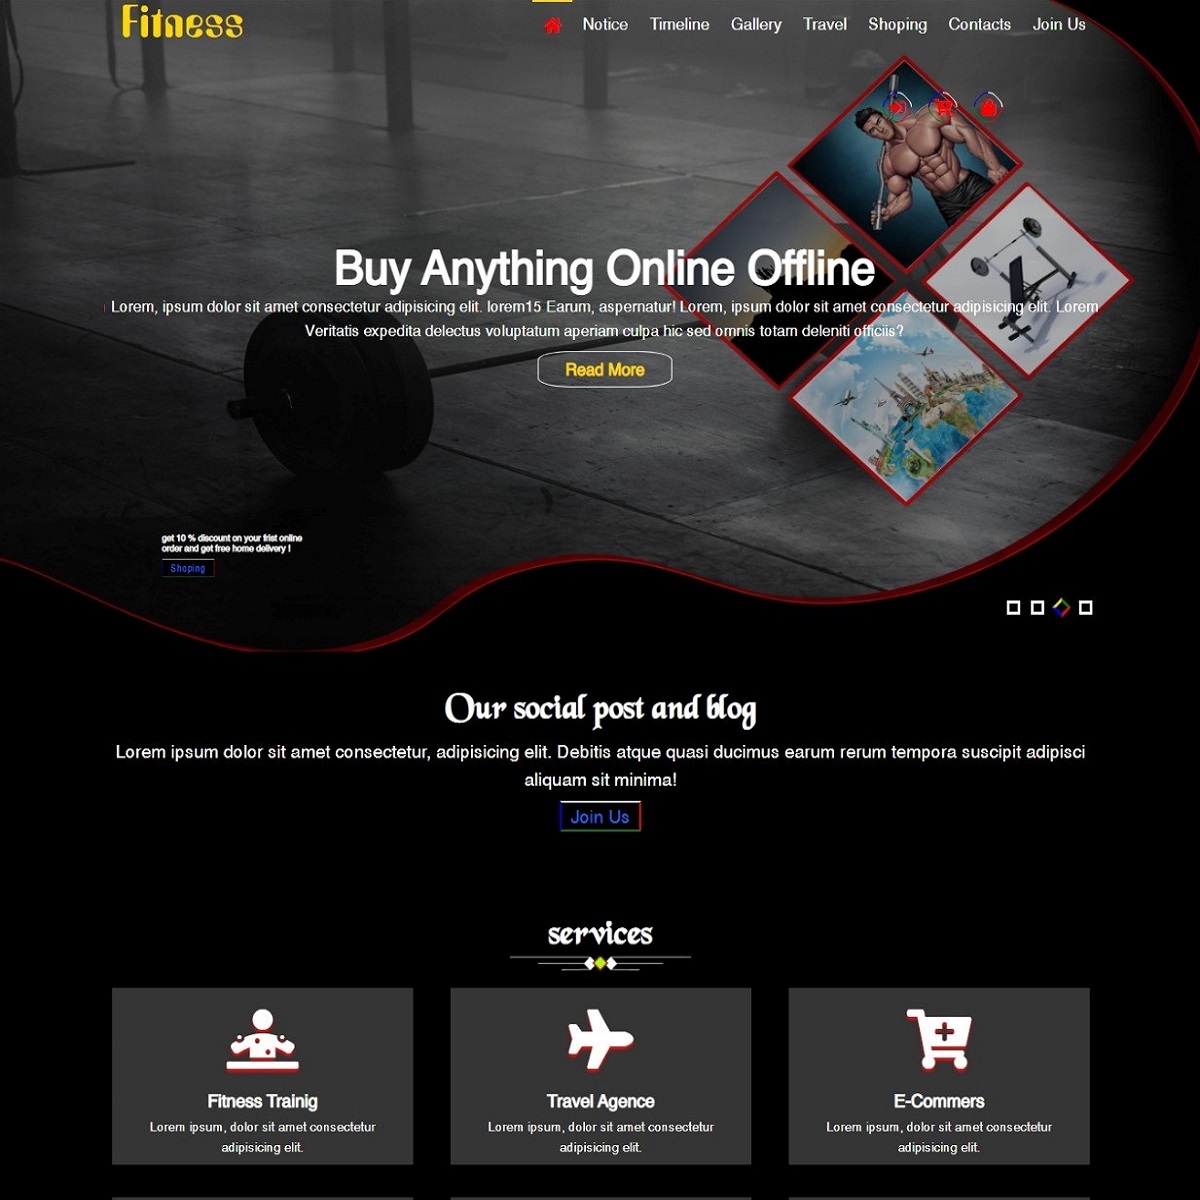 Fitness
Notice Timeline Gallery Travel Shoping Contacts Join Us
Buy Anything Online Offline
Lorem, ipsum dolor sit amet consectetur adipisicing elit. lorem15 Earum, aspernatur! Lorem, ipsum dolor sit amet consectetur adipisicing elit. Lorem
Veritatis expedita delectus voluptatum aperiam culpa hic sed omnis totam deleniti officiis?
Read More
get 10 % discount on your frist online
order and get free home delivery !
Shoping
Our social post and blog
Lorem ipsum dolor sit amet consectetur, adipisicing elit. Debitis atque quasi ducimus earum rerum tempora suscipit adipisci
aliquam sit minima!
Join Us
services
Fitness Trainig
Lorem ipsum, dolor sit amet consectetur
adipisicing elit.
Travel Agence
Lorem ipsum, dolor sit amet consectetur
adipisicing elit.
E-Commers
Lorem ipsum, dolor sit amet consectetur
adipisicing elit.